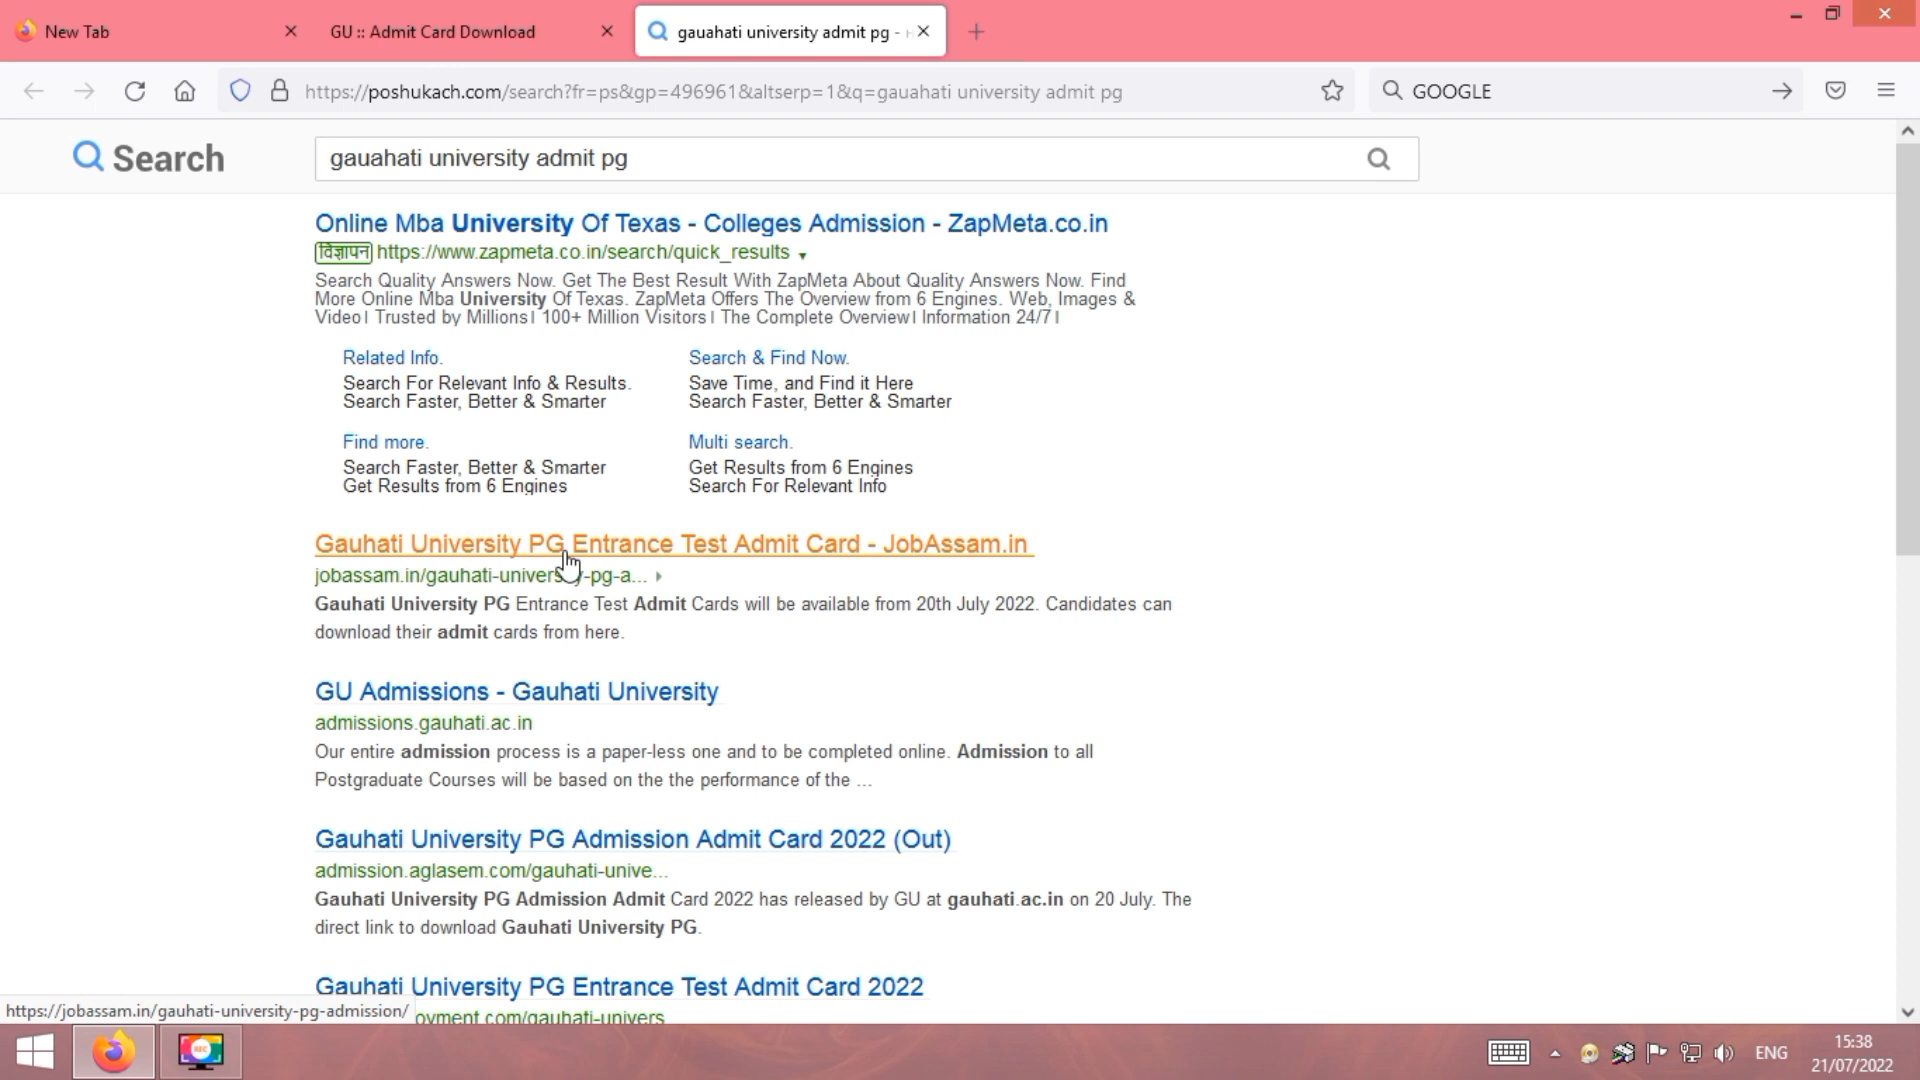 New Tab
GU :: Admit Card Download
gauahati university admit pg -
https://poshukach.com/search?fr=ps&gp=496961&altserp=1&q=gauahati university admit pg
GOOGLE
Search
gauahati university admit pg
Online Mba University Of Texas - Colleges Admission - ZapMeta.co.in
विज्ञापन https://www.zapmeta.co.in/search/quick_results
Search Quality Answers Now. Get The Best Result With ZapMeta About Quality Answers Now. Find
More Online Mba University Of Texas. ZapMeta Offers The Overview from 6 Engines. Web, Images &
Video| Trusted by Millions| 100+ Million Visitors| The Complete Overview| Information 24/7|
Related Info.
Search For Relevant Info & Results.
Search Faster, Better & Smarter
Search & Find Now.
Save Time, and Find it Here
Search Faster, Better & Smarter
Find more.
Search Faster, Better & Smarter
Get Results from 6 Engines
Multi search.
Get Results from 6 Engines
Search For Relevant Info
Gauhati University PG Entrance Test Admit Card - JobAssam.in
jobassam.in/gauhati-university-pg-a...
Gauhati University PG Entrance Test Admit Cards will be available from 20th July 2022. Candidates can
download their admit cards from here.
GU Admissions - Gauhati University
admissions.gauhati.ac.in
Our entire admission process is a paper-less one and to be completed online. Admission to all
Postgraduate Courses will be based on the the performance of the ...
Gauhati University PG Admission Admit Card 2022 (Out)
admission.aglasem.com/gauhati-unive...
Gauhati University PG Admission Admit Card 2022 has released by GU at gauhati.ac.in on 20 July. The
direct link to download Gauhati University PG.
Gauhati University PG Entrance Test Admit Card 2022
https://jobassam.in/gauhati-university-pg-admission/
oyment.com/gauhati-univers
REC
ENG
15:38
21/07/2022